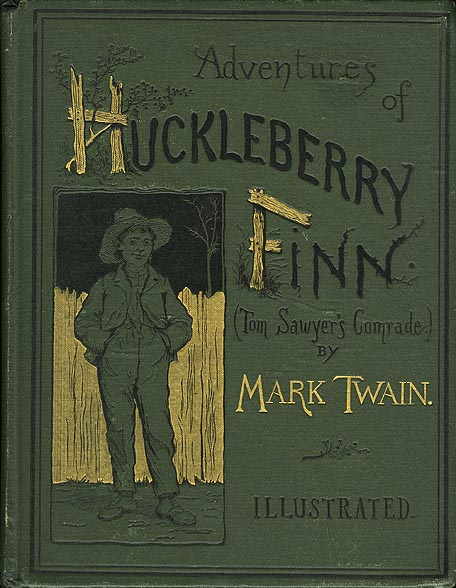 Adventures
of
HUCKLEBERRY
FINN.
(Tom Sawyer's Comrade.)
BY
MARK TWAIN.
ILLUSTRATED.